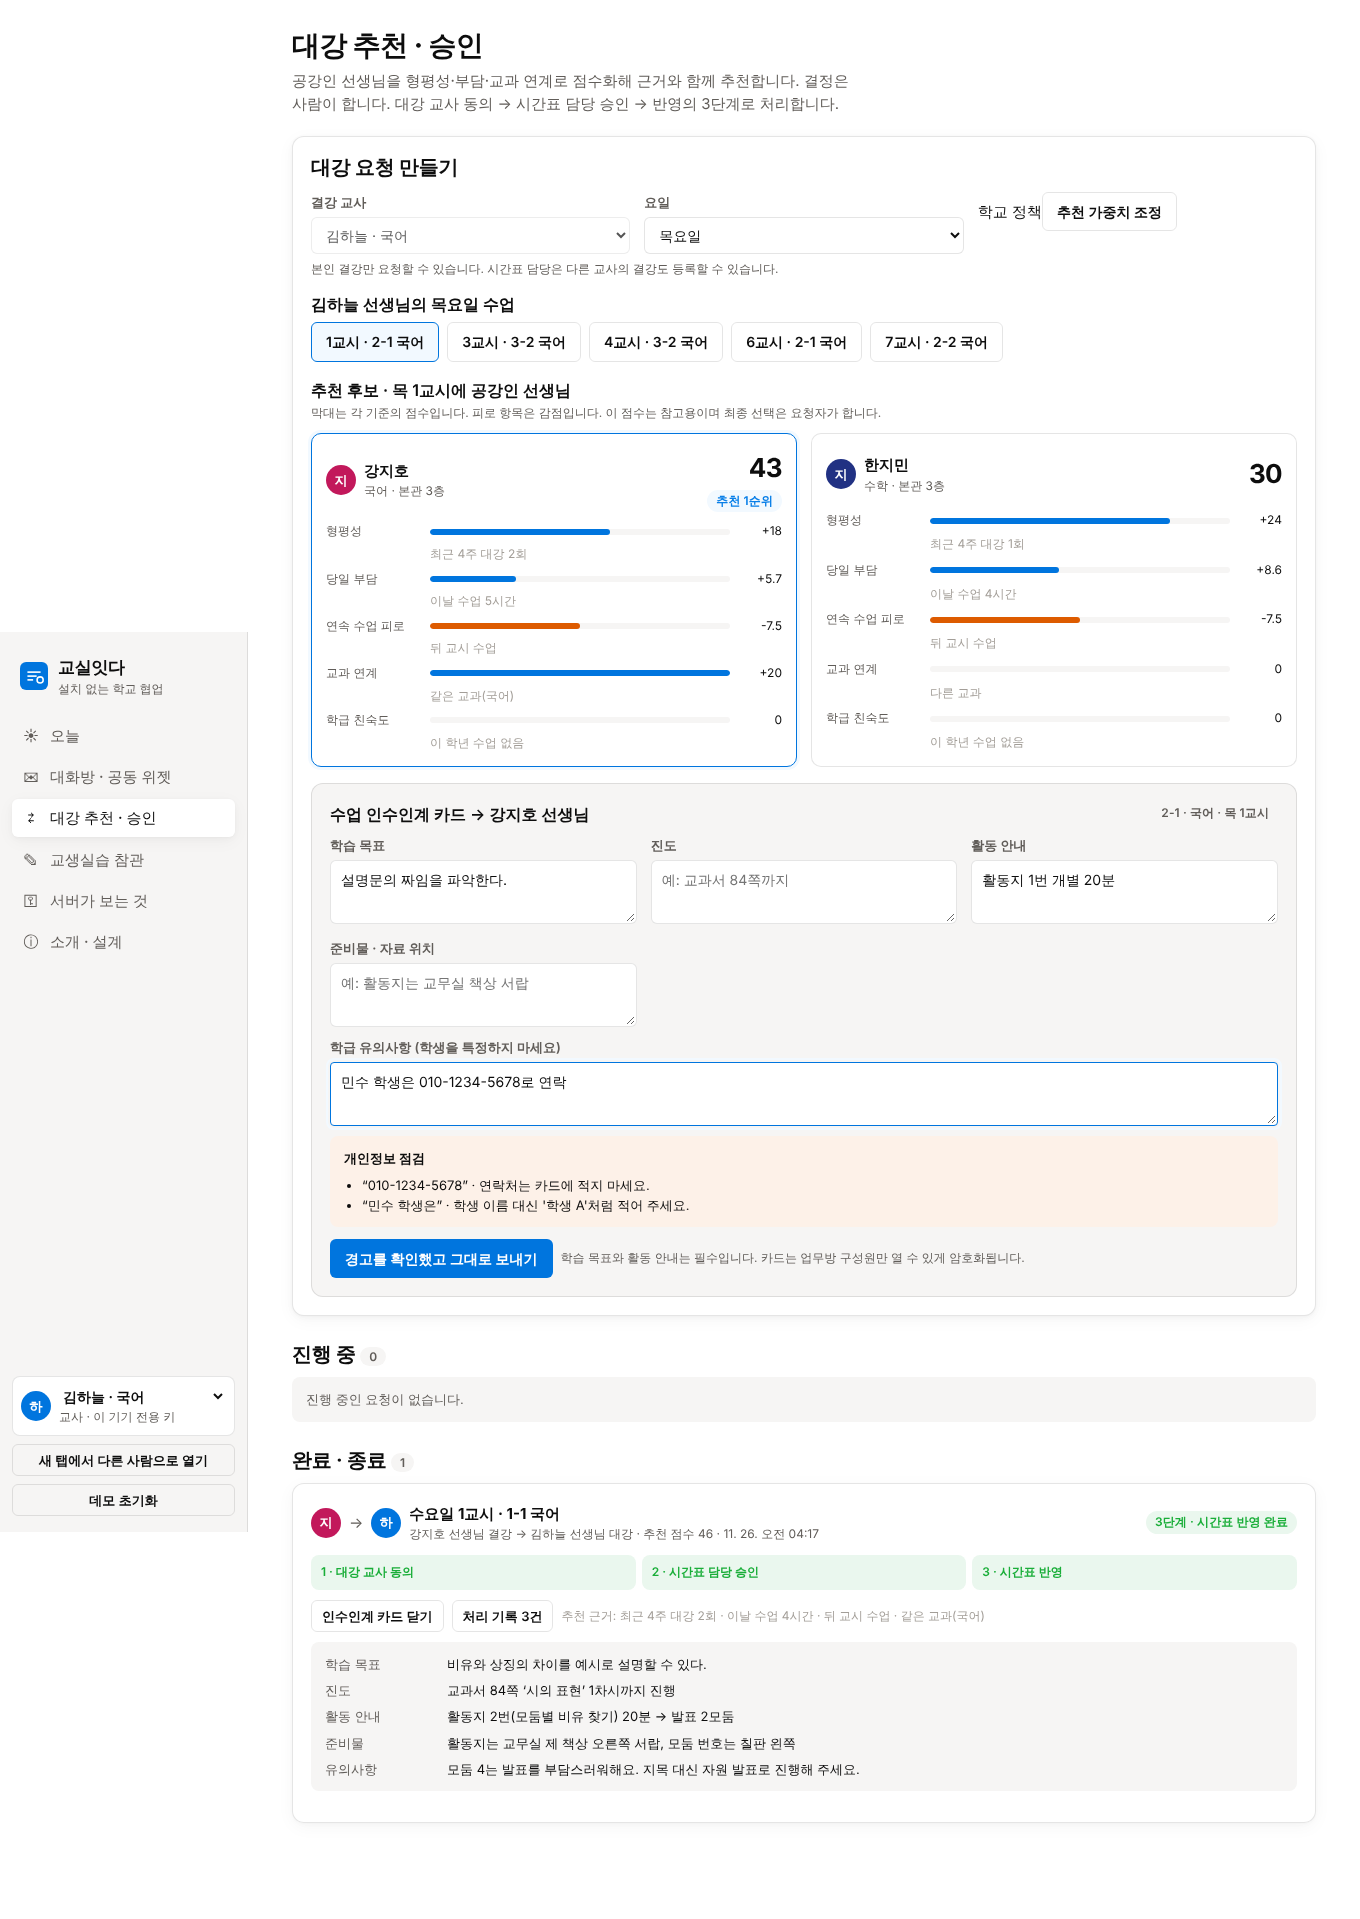 대강 추천 · 승인
공강인 선생님을 형평성·부담·교과 연계로 점수화해 근거와 함께 추천합니다. 결정은
사람이 합니다. 대강 교사 동의 → 시간표 담당 승인 → 반영의 3단계로 처리합니다.
대강 요청 만들기
결강 교사
김하늘 · 국어
요일
목요일
학교 정책
추천 가중치 조정
본인 결강만 요청할 수 있습니다. 시간표 담당은 다른 교사의 결강도 등록할 수 있습니다.
김하늘 선생님의 목요일 수업
1교시 · 2-1 국어
3교시 · 3-2 국어
4교시 · 3-2 국어
6교시 · 2-1 국어
7교시 · 2-2 국어
추천 후보 · 목 1교시에 공강인 선생님
막대는 각 기준의 점수입니다. 피로 항목은 감점입니다. 이 점수는 참고용이며 최종 선택은 요청자가 합니다.
지
강지호
국어 · 본관 3층
43
추천 1순위
형평성
+18
최근 4주 대강 2회
당일 부담
+5.7
이날 수업 5시간
연속 수업 피로
-7.5
뒤 교시 수업
교과 연계
+20
같은 교과(국어)
학급 친숙도
0
이 학년 수업 없음
지
한지민
수학 · 본관 3층
30
형평성
+24
최근 4주 대강 1회
당일 부담
+8.6
이날 수업 4시간
연속 수업 피로
-7.5
뒤 교시 수업
교과 연계
0
다른 교과
학급 친숙도
0
이 학년 수업 없음
수업 인수인계 카드 → 강지호 선생님
2-1 · 국어 · 목 1교시
학습 목표
설명문의 짜임을 파악한다.
진도
예: 교과서 84쪽까지
활동 안내
활동지 1번 개별 20분
준비물 · 자료 위치
예: 활동지는 교무실 책상 서랍
학급 유의사항 (학생을 특정하지 마세요)
민수 학생은 010-1234-5678로 연락
개인정보 점검
• “010-1234-5678” · 연락처는 카드에 적지 마세요.
• “민수 학생은” · 학생 이름 대신 '학생 A'처럼 적어 주세요.
경고를 확인했고 그대로 보내기
학습 목표와 활동 안내는 필수입니다. 카드는 업무방 구성원만 열 수 있게 암호화됩니다.
진행 중 0
진행 중인 요청이 없습니다.
완료 · 종료 1
지 → 하
수요일 1교시 · 1-1 국어
강지호 선생님 결강 → 김하늘 선생님 대강 · 추천 점수 46 · 11. 26. 오전 04:17
3단계 · 시간표 반영 완료
1 · 대강 교사 동의
2 · 시간표 담당 승인
3 · 시간표 반영
인수인계 카드 닫기
처리 기록 3건
추천 근거: 최근 4주 대강 2회 · 이날 수업 4시간 · 뒤 교시 수업 · 같은 교과(국어)
학습 목표 비유와 상징의 차이를 예시로 설명할 수 있다.
진도 교과서 84쪽 ‘시의 표현’ 1차시까지 진행
활동 안내 활동지 2번(모둠별 비유 찾기) 20분 → 발표 2모둠
준비물 활동지는 교무실 제 책상 오른쪽 서랍, 모둠 번호는 칠판 왼쪽
유의사항 모둠 4는 발표를 부담스러워해요. 지목 대신 자원 발표로 진행해 주세요.
교실잇다
설치 없는 학교 협업
오늘
대화방 · 공동 위젯
대강 추천 · 승인
교생실습 참관
서버가 보는 것
소개 · 설계
하
김하늘 · 국어
교사 · 이 기기 전용 키
새 탭에서 다른 사람으로 열기
데모 초기화